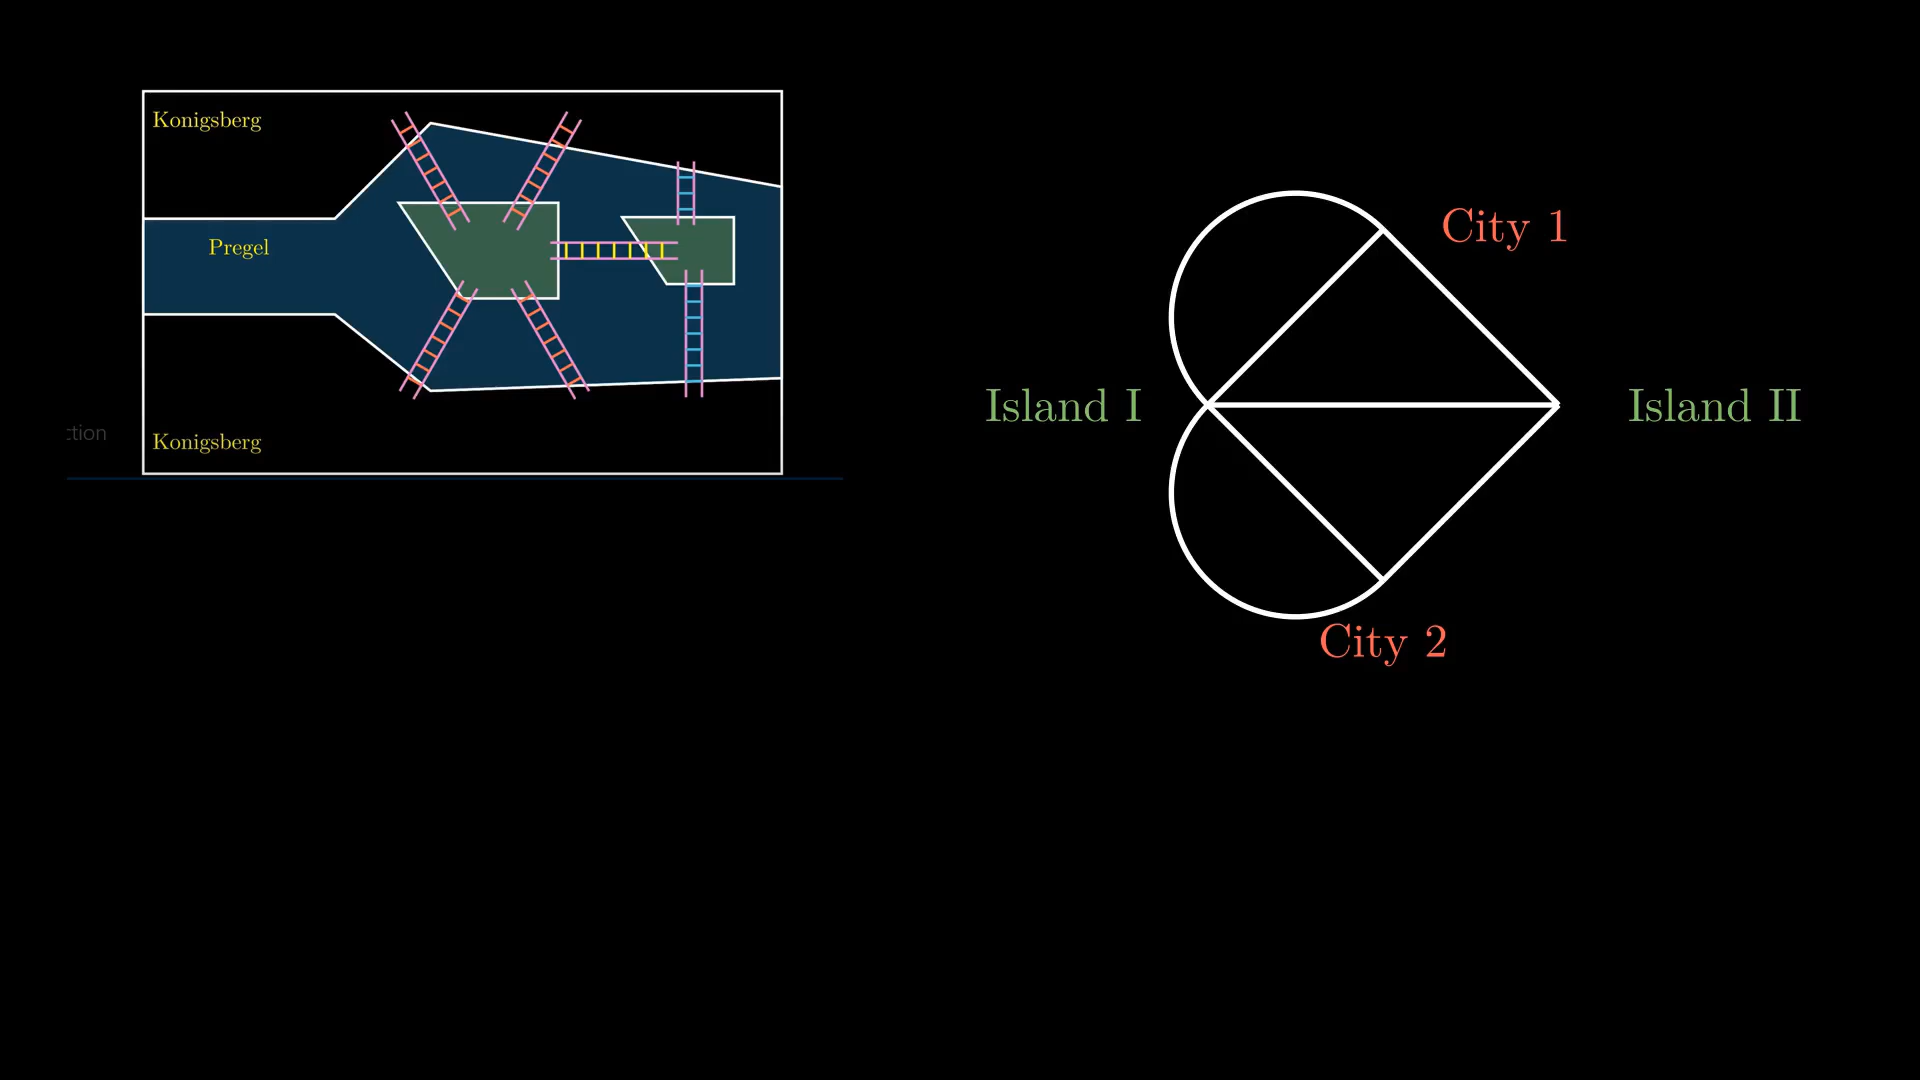 Konigsberg
Pregel
Konigsberg
City 1
Island I
Island II
City 2